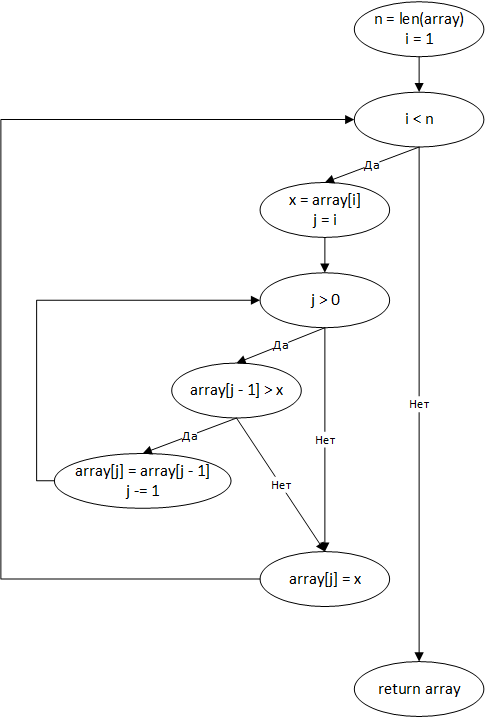 n = len(array)
i = 1
i < n
Да
x = array[i]
j = i
j > 0
Да
array[j - 1] > x
Да
Нет
array[j] = array[j - 1]
j -= 1
Нет
Нет
array[j] = x
return array